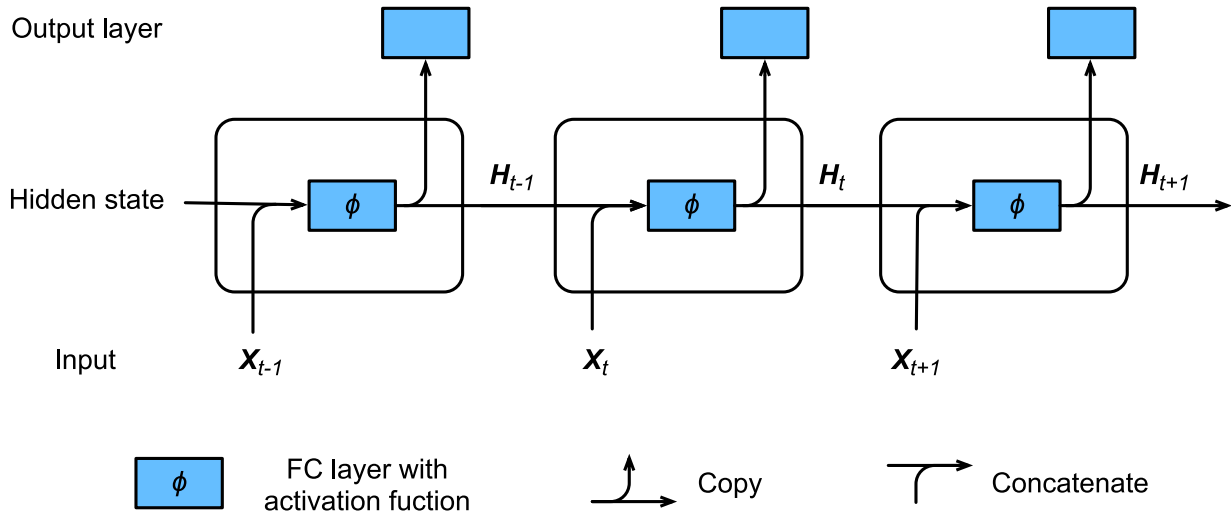 Output layer
Hidden state
ϕ
H_{t-1}
ϕ
H_t
ϕ
H_{t+1}
Input
X_{t-1}
X_t
X_{t+1}
ϕ
FC layer with
activation fuction
Copy
Concatenate